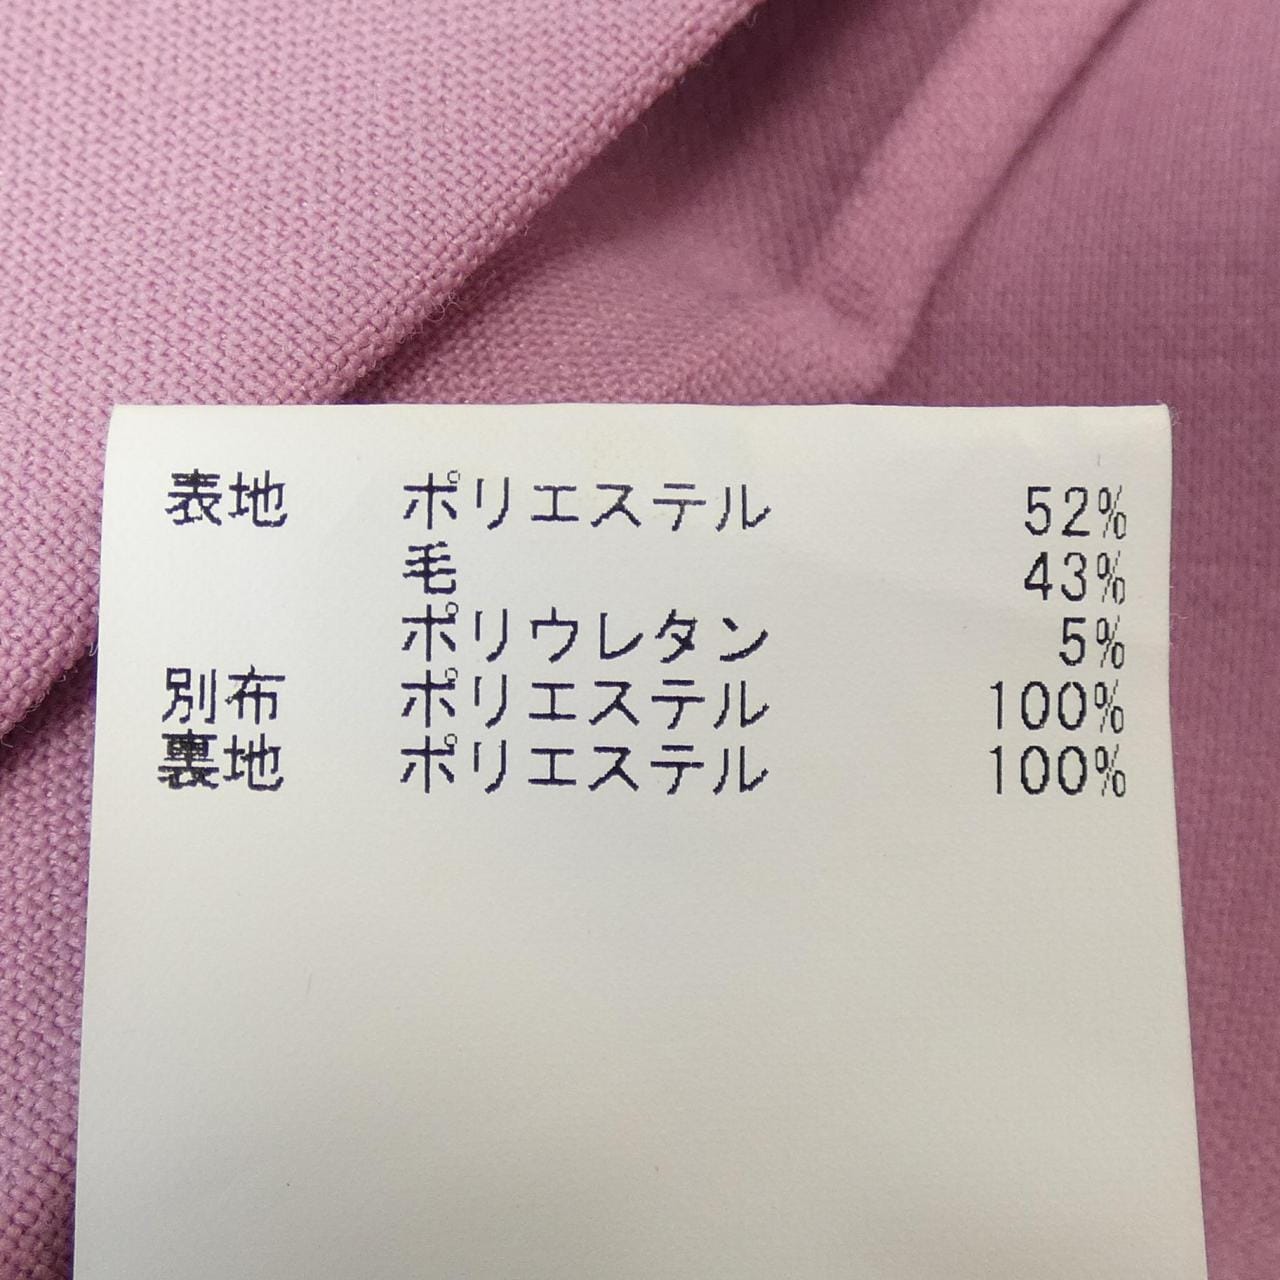 表地 ポリエステル 52%
毛 43%
ポリウレタン 5%
別布 ポリエステル 100%
裏地 ポリエステル 100%